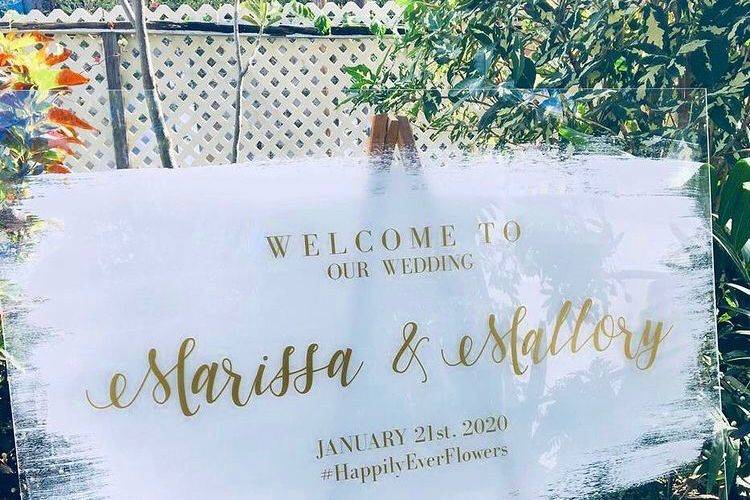 WELCOME TO
OUR WEDDING
Marissa & Mallory
JANUARY 21st. 2020
#HappilyEverFlowers